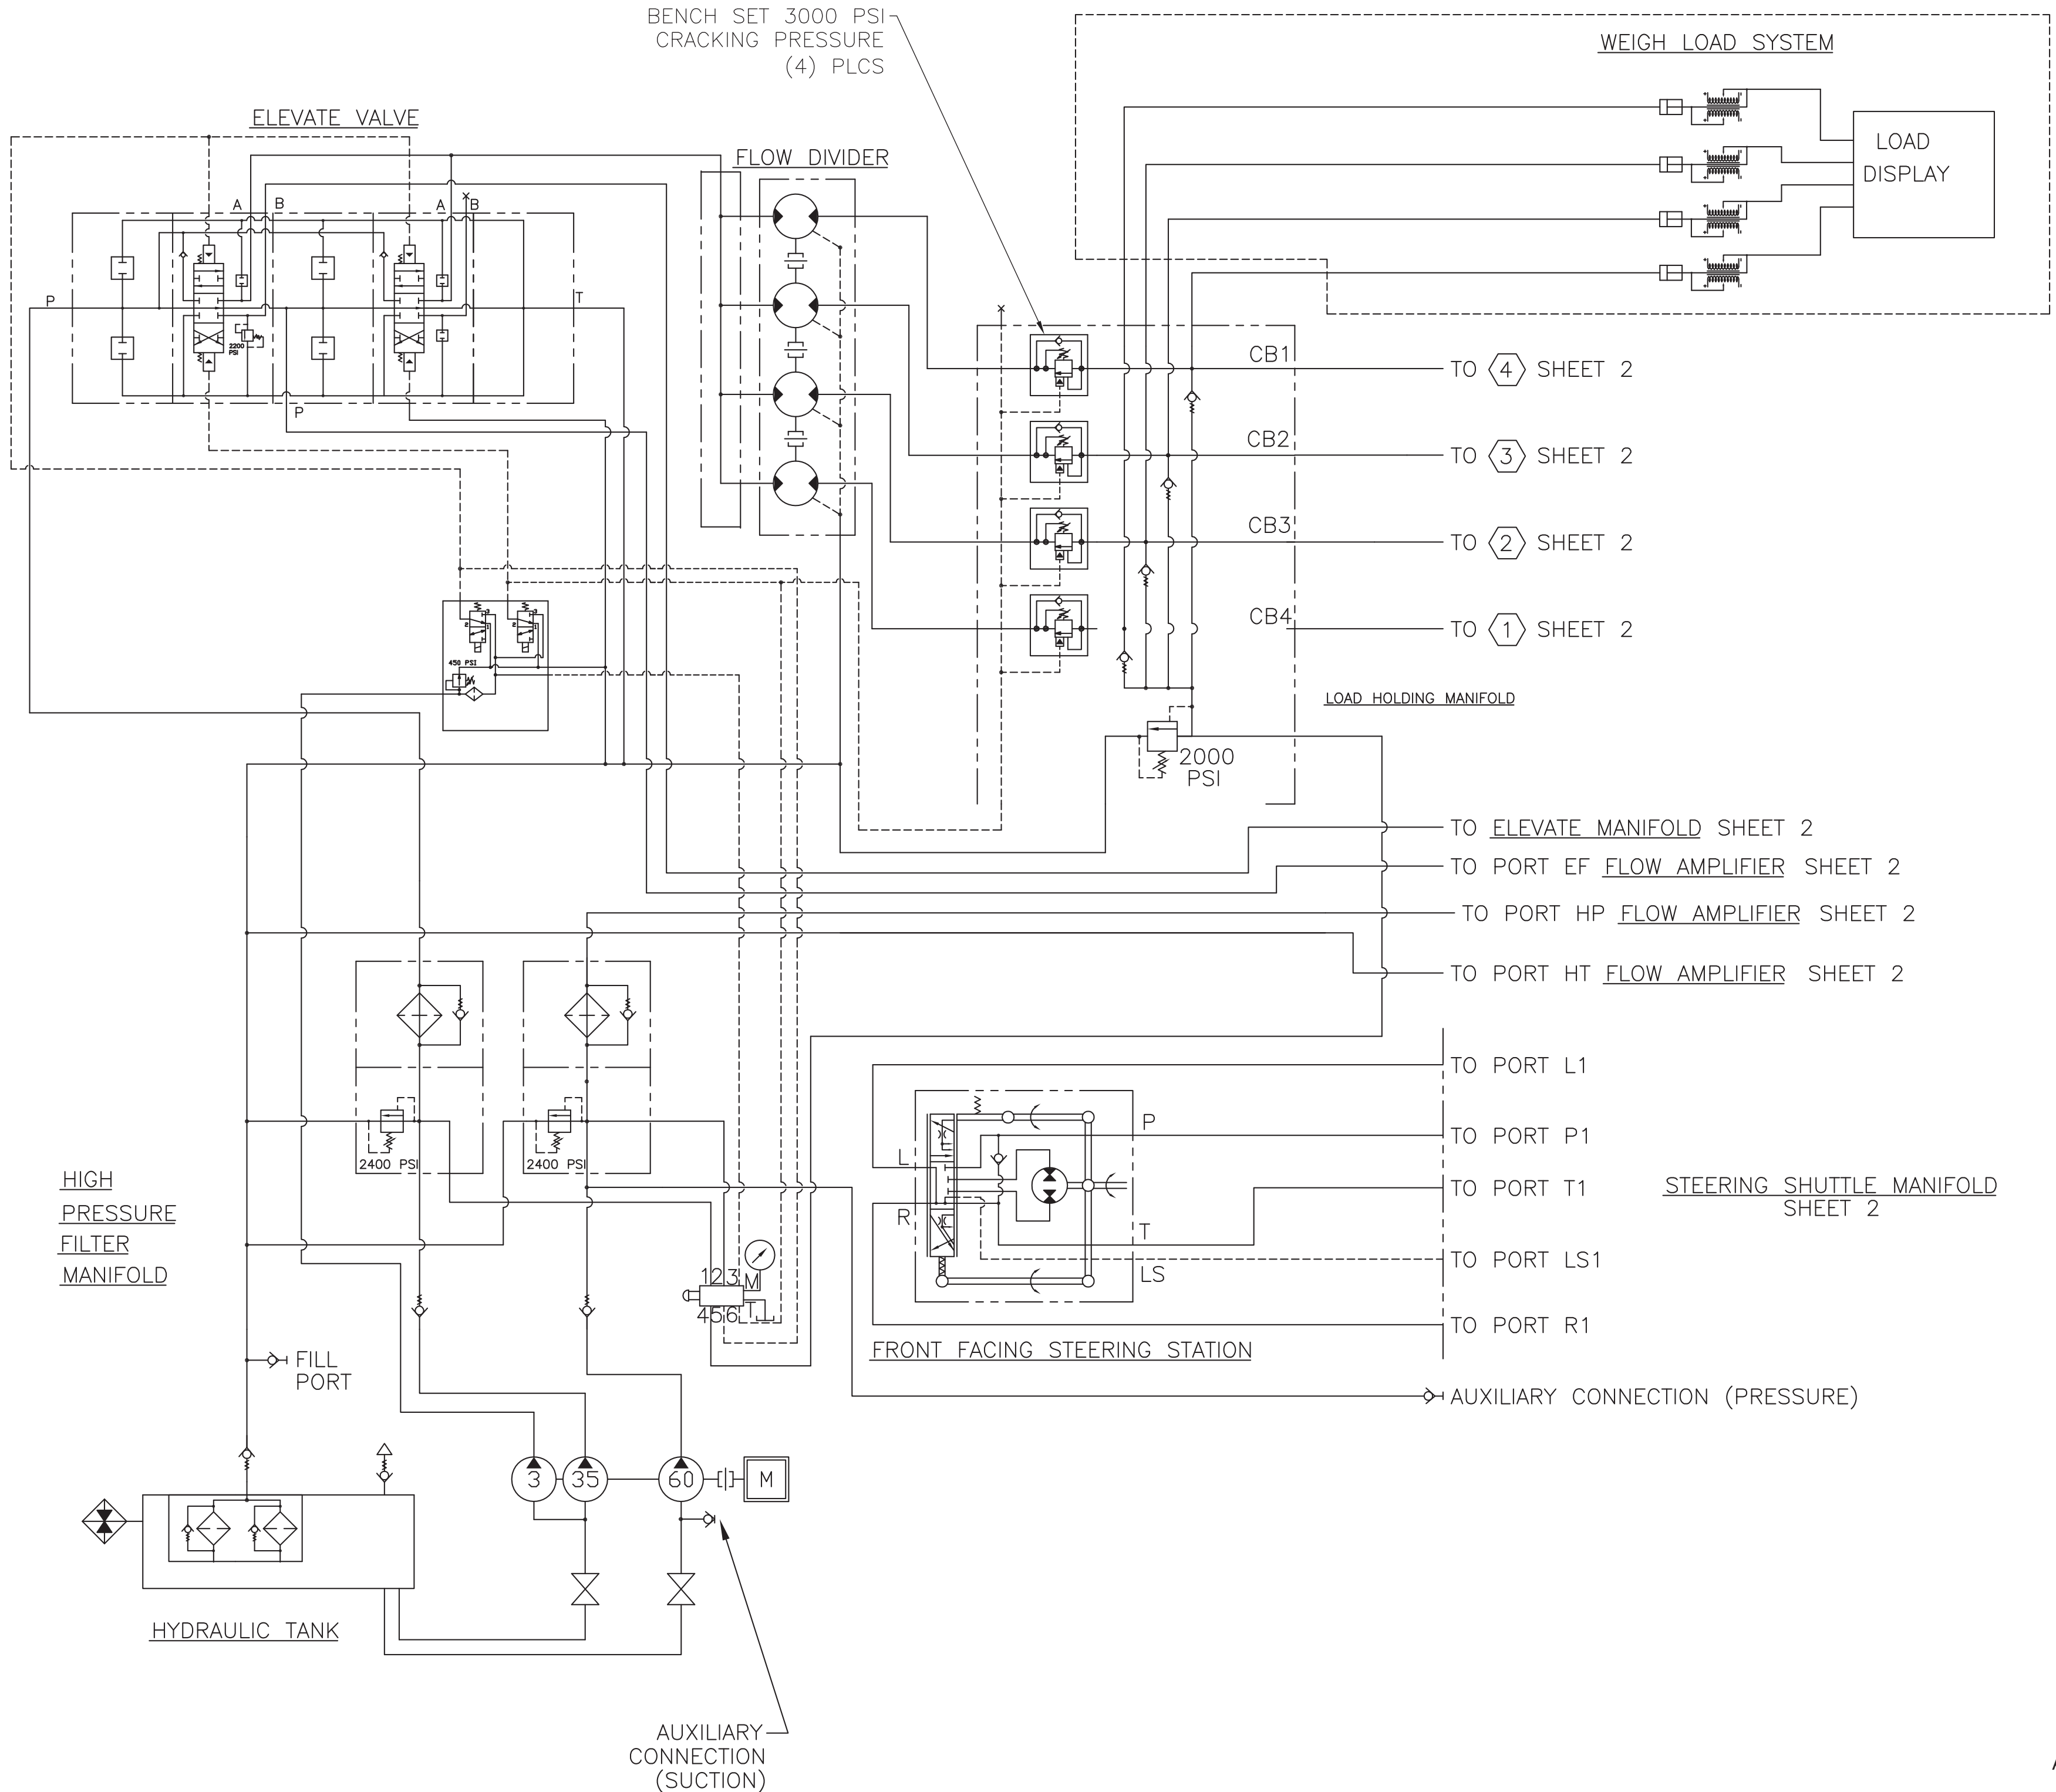 BENCH SET 3000 PSI
CRACKING PRESSURE
(4) PLCS
WEIGH LOAD SYSTEM
LOAD
DISPLAY
ELEVATE VALVE
FLOW DIVIDER
A
B
A
B
P
T
2200
PSI
P
CB1
TO 4 SHEET 2
CB2
TO 3 SHEET 2
CB3
TO 2 SHEET 2
CB4
TO 1 SHEET 2
3
2
1
3
2
1
450 PSI
LOAD HOLDING MANIFOLD
2000
PSI
TO ELEVATE MANIFOLD SHEET 2
TO PORT EF FLOW AMPLIFIER SHEET 2
TO PORT HP FLOW AMPLIFIER SHEET 2
TO PORT HT FLOW AMPLIFIER SHEET 2
TO PORT L1
P
TO PORT P1
L
2400 PSI
2400 PSI
HIGH
PRESSURE
FILTER
MANIFOLD
TO PORT T1
STEERING SHUTTLE MANIFOLD
SHEET 2
R
T
TO PORT LS1
LS
123
M
456
T
TO PORT R1
FRONT FACING STEERING STATION
FILL
PORT
AUXILIARY CONNECTION (PRESSURE)
3
35
60
M
HYDRAULIC TANK
AUXILIARY
CONNECTION
(SUCTION)